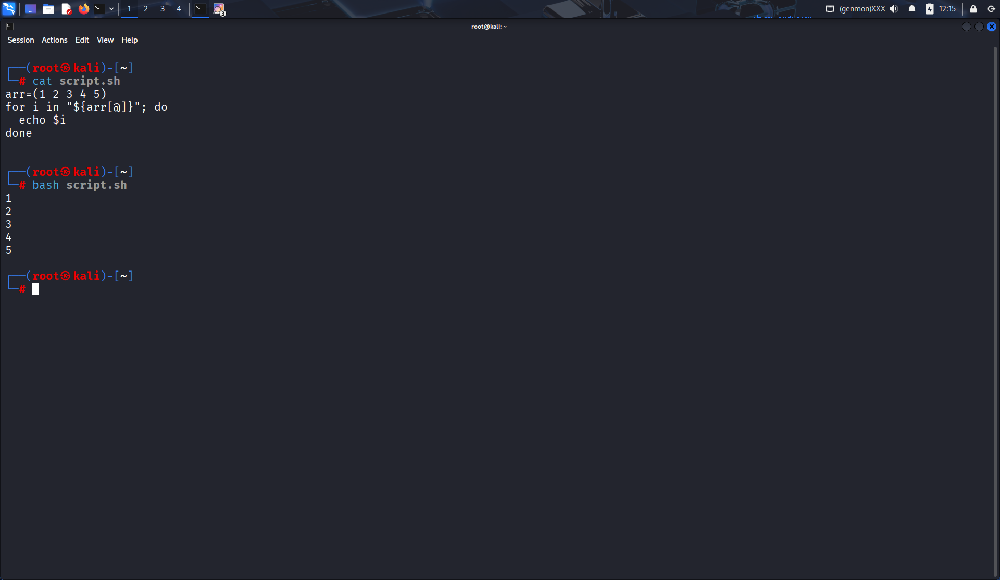 1 2 3 4 3 (genmon)XXX 12:15
root@kali: ~
Session Actions Edit View Help
┌──(root㉿kali)-[~]
└─# cat script.sh
arr=(1 2 3 4 5)
for i in "${arr[@]}"; do
  echo $i
done
┌──(root㉿kali)-[~]
└─# bash script.sh
1
2
3
4
5
┌──(root㉿kali)-[~]
└─#